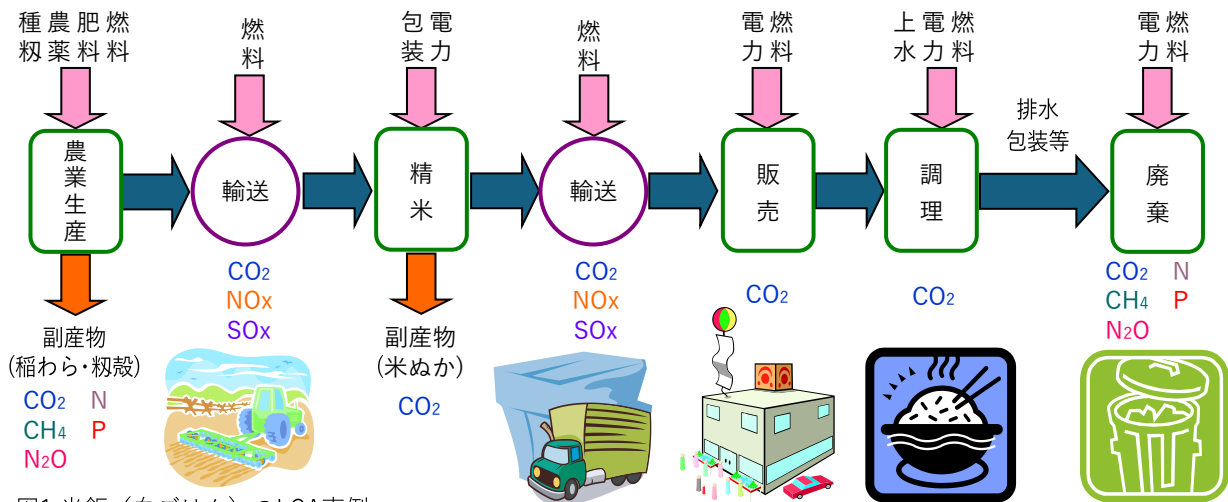 種籾 農薬 肥料 燃料
燃料
包装 電力
燃料
電力 燃料
上水 電力 燃料
電力 燃料
農業生産
輸送
精米
輸送
販売
調理
排水
包装等
廃棄
副産物
(稲わら・籾殻)
CO2 N
CH4 P
N2O
CO2
NOx
SOx
副産物
(米ぬか)
CO2
CO2
NOx
SOx
CO2
CO2
CO2 N
CH4 P
N2O